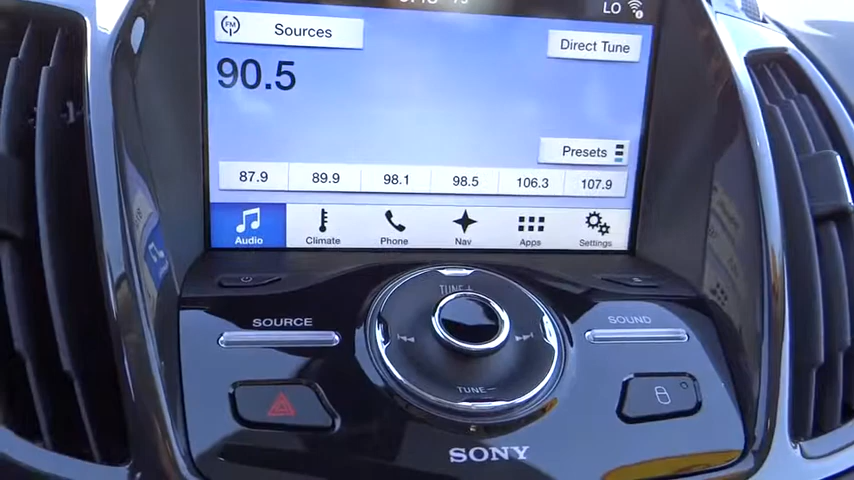 LO
FM
Sources
Direct Tune
90.5
Presets
87.9 89.9 98.1 98.5 106.3 107.9
Audio Climate Phone Nav Apps Settings
TUNE +
SOURCE
SOUND
TUNE -
SONY